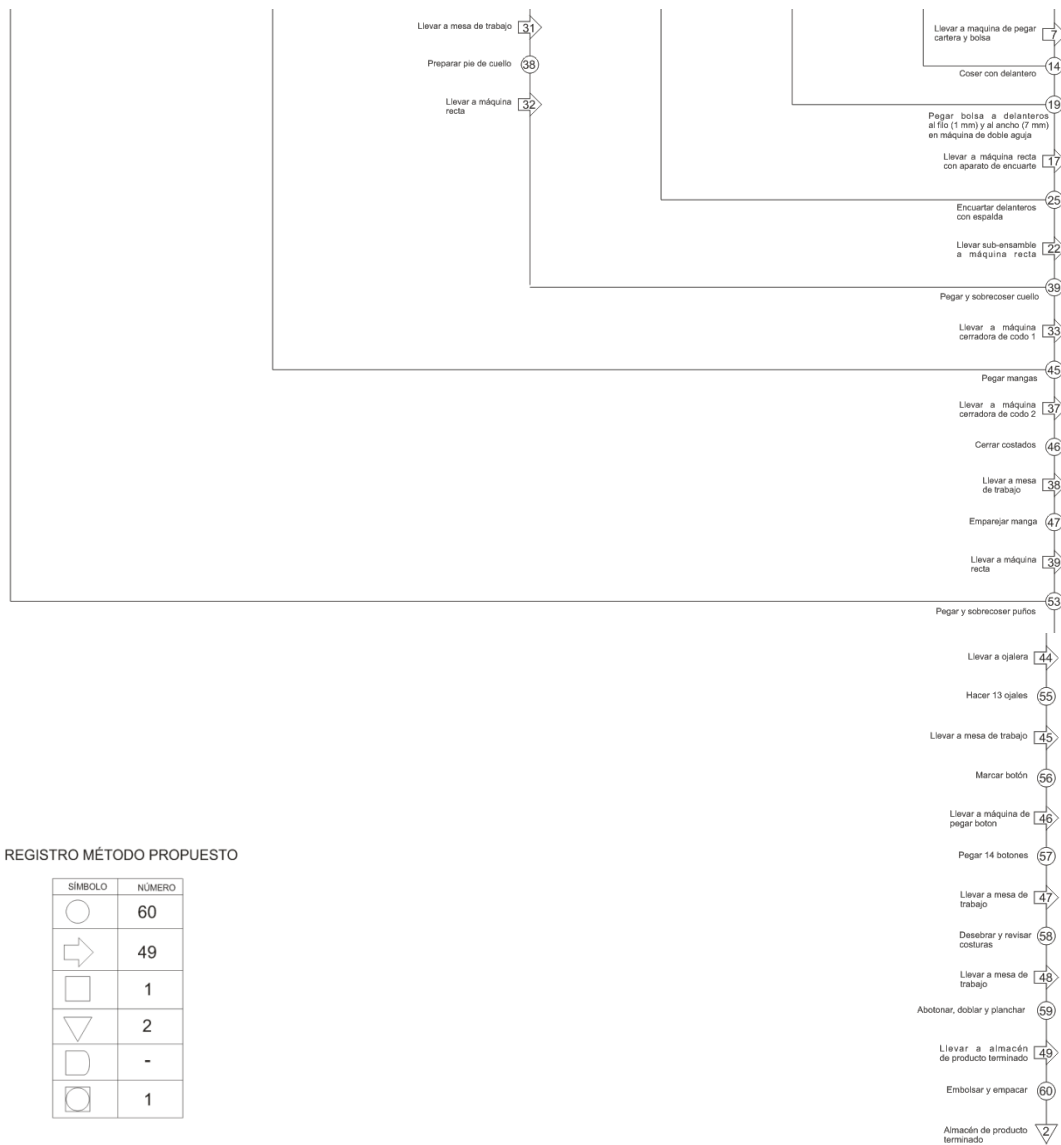 Llevar a mesa de trabajo
31
Preparar pie de cuello
38
Llevar a máquina
recta
32
Llevar a maquina de pegar
cartera y bolsa
7
14
Coser con delantero
19
Pegar bolsa a delanteros
al filo (1 mm) y al ancho (7 mm)
en máquina de doble aguja
Llevar a máquina recta
con aparato de encuarte
17
25
Encuartar delanteros
con espalda
Llevar sub-ensamble
a máquina recta
22
39
Pegar y sobrecoser cuello
Llevar a máquina
cerradora de codo 1
33
45
Pegar mangas
Llevar a máquina
cerradora de codo 2
37
Cerrar costados
46
Llevar a mesa
de trabajo
38
Emparejar manga
47
Llevar a máquina
recta
39
53
Pegar y sobrecoser puños
Llevar a ojalera
44
Hacer 13 ojales
55
Llevar a mesa de trabajo
45
Marcar botón
56
Llevar a máquina de
pegar boton
46
Pegar 14 botones
57
Llevar a mesa de
trabajo
47
Desebrar y revisar
costuras
58
Llevar a mesa de
trabajo
48
Abotonar, doblar y planchar
59
Llevar a almacén
de producto terminado
49
Embolsar y empacar
60
Almacén de producto
terminado
2
REGISTRO MÉTODO PROPUESTO
SÍMBOLO NÚMERO
60
49
1
2
-
1